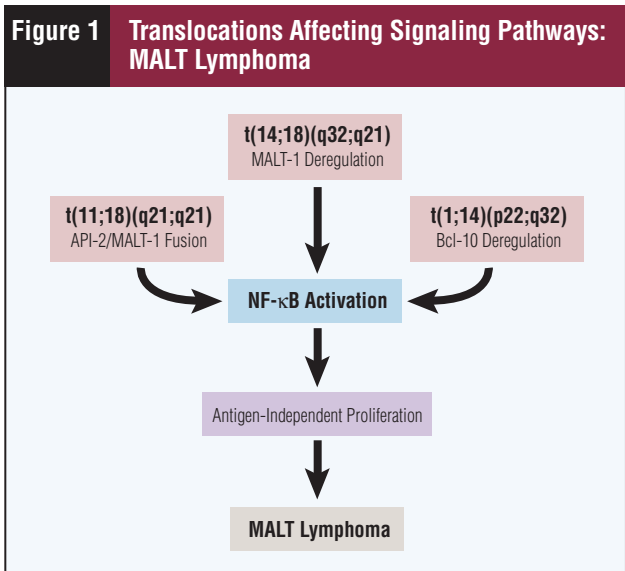 Figure 1
Translocations Affecting Signaling Pathways:
MALT Lymphoma
t(14;18)(q32;q21)
MALT-1 Deregulation
t(11;18)(q21;q21)
API-2/MALT-1 Fusion
t(1;14)(p22;q32)
Bcl-10 Deregulation
NF-κB Activation
Antigen-Independent Proliferation
MALT Lymphoma